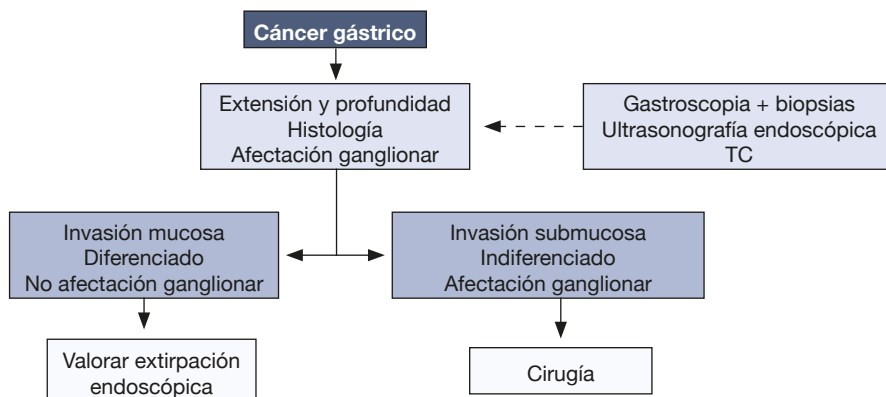 Cáncer gástrico
Extensión y profundidad
Histología
Afectación ganglionar
Gastroscopia + biopsias
Ultrasonografía endoscópica
TC
Invasión mucosa
Diferenciado
No afectación ganglionar
Invasión submucosa
Indiferenciado
Afectación ganglionar
Valorar extirpación
endoscópica
Cirugía